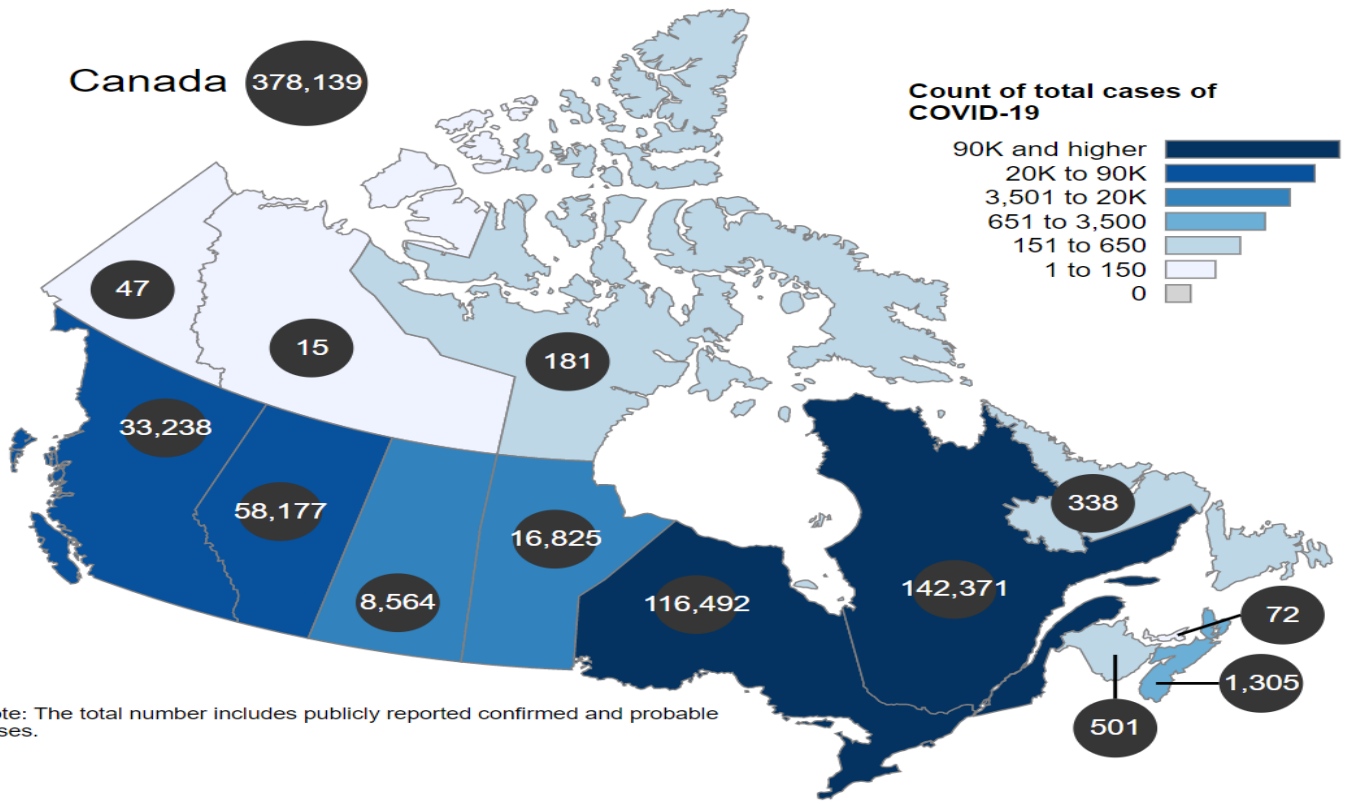 Canada 378,139
Count of total cases of
COVID-19
90K and higher
20K to 90K
3,501 to 20K
651 to 3,500
151 to 650
1 to 150
0
47
15
181
33,238
58,177
8,564
16,825
116,492
142,371
338
72
1,305
501
ote: The total number includes publicly reported confirmed and probable
ses.